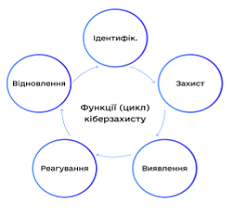 Ідентифік.
Відновлення
Захист
Функції (цикл)
кіберзахисту
Реагування
Виявлення